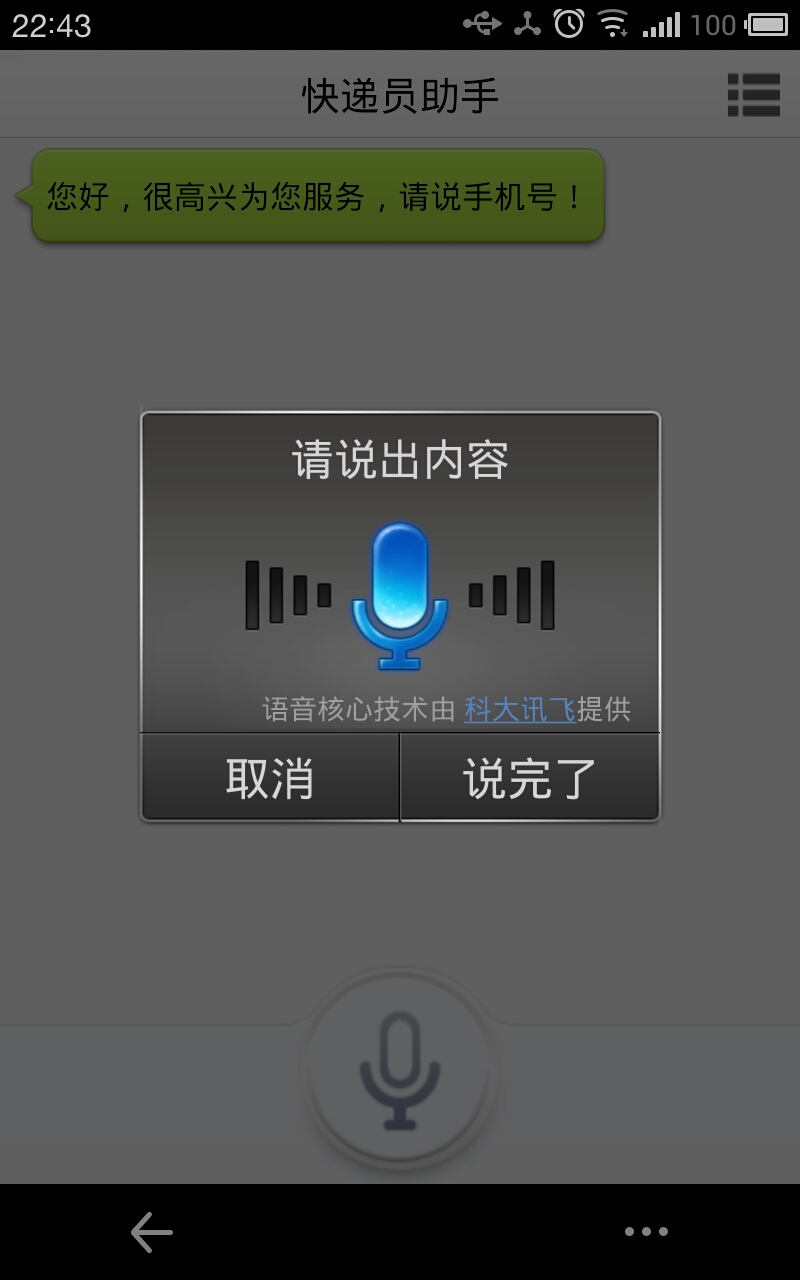 22:43
100
快递员助手
您好，很高兴为您服务，请说手机号！
请说出内容
语音核心技术由 科大讯飞提供
取消
说完了